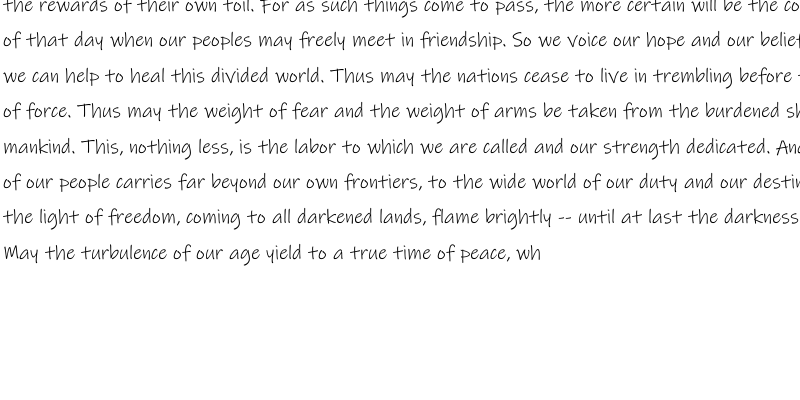 the rewards of their own toil. For as such things come to pass, the more certain will be the
of that day when our peoples may freely meet in friendship. So we voice our hope and our belief
we can help to heal this divided world. Thus may the nations cease to live in trembling before
of force. Thus may the weight of fear and the weight of arms be taken from the burdened
mankind. This, nothing less, is the labor to which we are called and our strength dedicated.
of our people carries far beyond our own frontiers, to the wide world of our duty and our
the light of freedom, coming to all darkened lands, flame brightly -- until at last the darkness
May the turbulence of our age yield to a true time of peace, wh